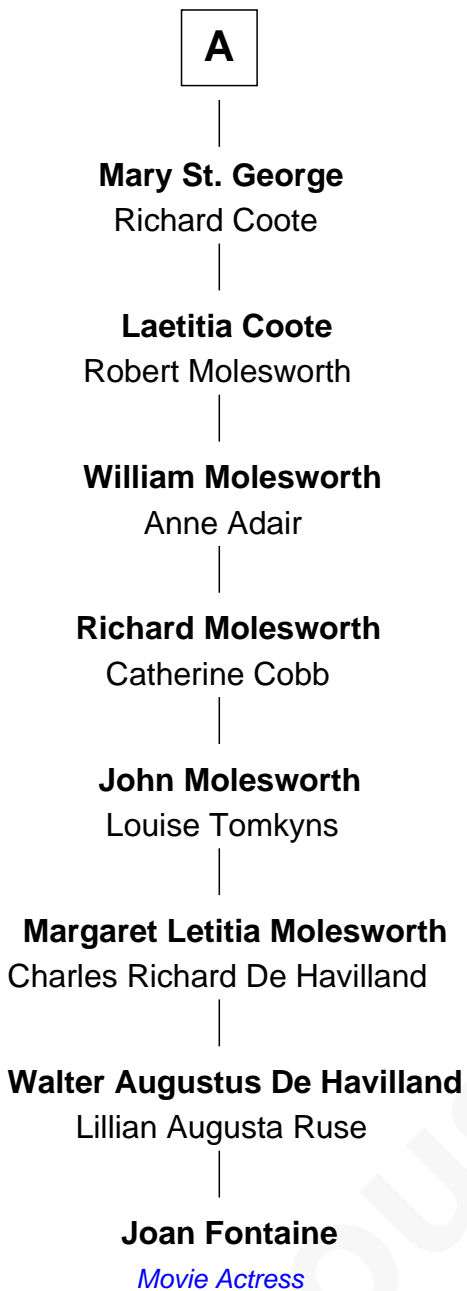 A
Mary St. George
Richard Coote
Laetitia Coote
Robert Molesworth
William Molesworth
Anne Adair
Richard Molesworth
Catherine Cobb
John Molesworth
Louise Tomkyns
Margaret Letitia Molesworth
Charles Richard De Havilland
Walter Augustus De Havilland
Lillian Augusta Ruse
Joan Fontaine
Movie Actress